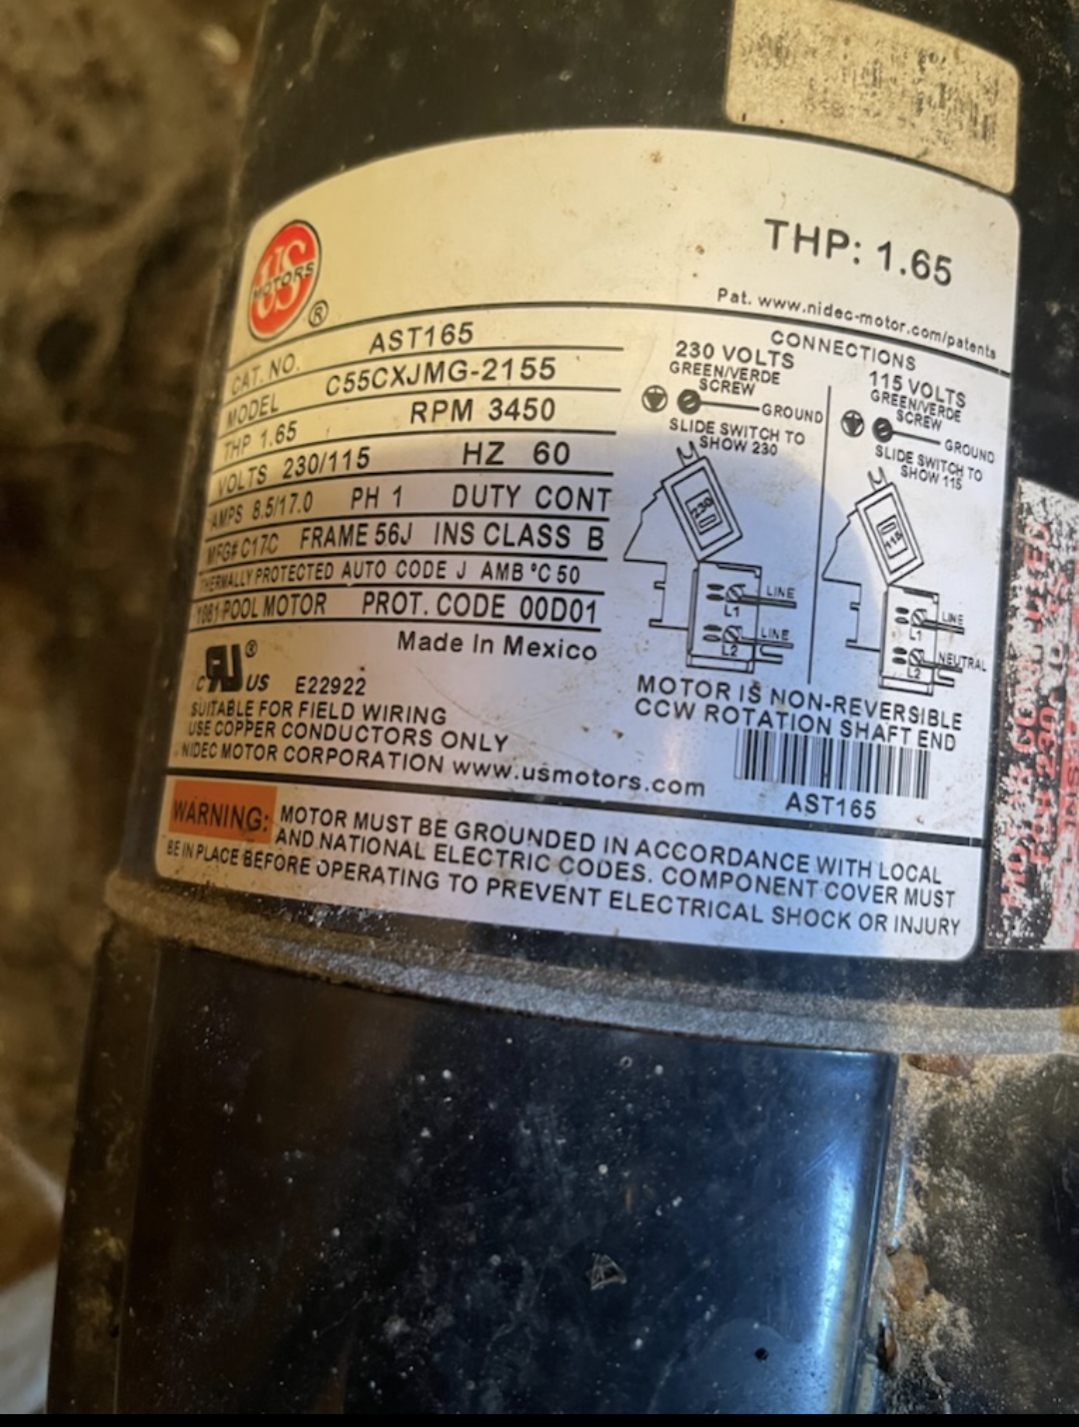 US
MOTORS
®
THP: 1.65
Pat. www.nidec-motor.com/patents
CAT. NO. AST165
MODEL C55CXJMG-2155
THP 1.65 RPM 3450
VOLTS 230/115 HZ 60
AMPS 8.5/17.0 PH 1 DUTY CONT
MFG# C17C FRAME 56J INS CLASS B
THERMALLY PROTECTED AUTO CODE J AMB °C 50
1081 POOL MOTOR PROT. CODE 00D01
Made In Mexico
C US ® E22922
SUITABLE FOR FIELD WIRING
USE COPPER CONDUCTORS ONLY
NIDEC MOTOR CORPORATION www.usmotors.com
CONNECTIONS
230 VOLTS
GREEN/VERDE
SCREW
GROUND
SLIDE SWITCH TO
SHOW 230
230
LINE
L1
LINE
L2
115 VOLTS
GREEN/VERDE
SCREW
GROUND
SLIDE SWITCH TO
SHOW 115
115
LINE
L1
NEUTRAL
L2
MOTOR IS NON-REVERSIBLE
CCW ROTATION SHAFT END
AST165
WARNING: MOTOR MUST BE GROUNDED IN ACCORDANCE WITH LOCAL
AND NATIONAL ELECTRIC CODES. COMPONENT COVER MUST
BE IN PLACE BEFORE OPERATING TO PREVENT ELECTRICAL SHOCK OR INJURY